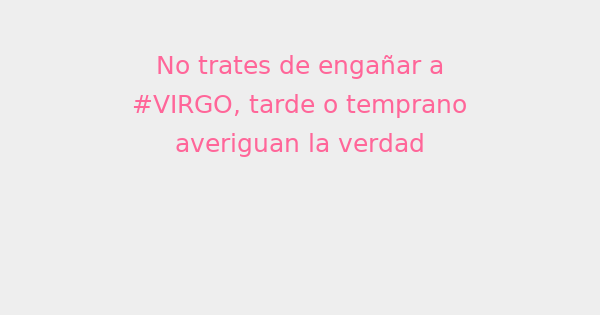 No trates de engañar a
#VIRGO, tarde o temprano
averiguan la verdad